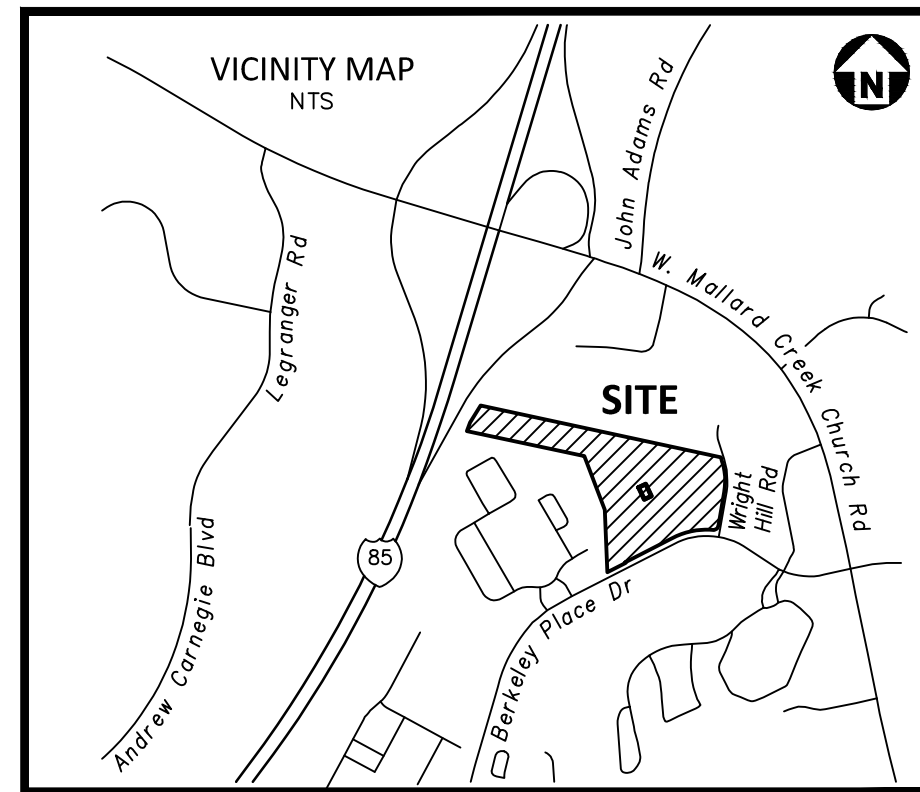 VICINITY MAP
NTS
N
John Adams Rd
W. Mallard Creek Church Rd
Legranger Rd
SITE
Wright
Hill Rd
85
Berkeley Place Dr
Andrew Carnegie Blvd